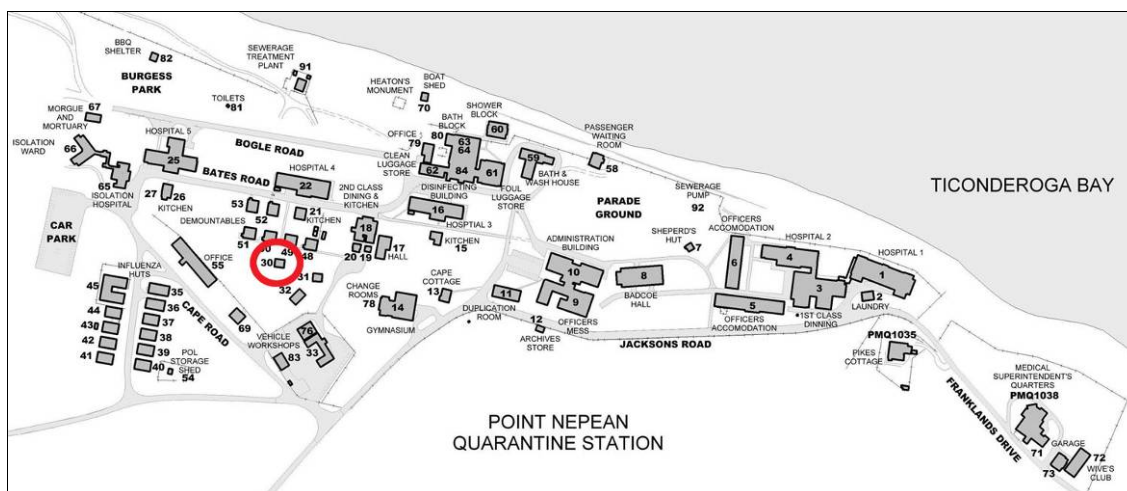 BBQ
SHELTER
82
BURGESS
PARK
SEWERAGE
TREATMENT
PLANT
91
TOILETS
81
HEATON'S
MONUMENT
BOAT
SHED
70
MORGUE AND
MORTUARY
67
ISOLATION
WARD
66
65
ISOLATION
HOSPITAL
HOSPITAL 5
25
BOGLE ROAD
BATES ROAD
HOSPITAL 4
22
OFFICE
79
80
BATH
BLOCK
63
64
84
SHOWER
BLOCK
60
CLEAN
LUGGAGE
STORE
62
61
FOUL
LUGGAGE
STORE
59
BATH &
WASH HOUSE
PASSENGER
WAITING
ROOM
58
TICONDEROGA BAY
27
26
KITCHEN
53
52
DEMOUNTABLES
51
21
KITCHEN
49
48
30
31
32
2ND CLASS
DINING &
KITCHEN
18
20
19
17
HALL
DISINFECTING
BUILDING
16
HOSPTIAL 3
KITCHEN
15
PARADE
GROUND
SEWERAGE
PUMP
92
SHEPERD'S
HUT
7
OFFICERS
ACCOMODATION
6
HOSPITAL 2
4
HOSPITAL 1
1
3
2
LAUNDRY
1ST CLASS
DINNING
5
OFFICERS
ACCOMODATION
ADMINISTRATION
BUILDING
10
9
OFFICERS
MESS
8
BADCOE
HALL
CAR
PARK
OFFICE
55
INFLUENZA
HUTS
45
44
43
42
41
35
36
37
38
39
40
POL
STORAGE
SHED
54
CAPE ROAD
69
VEHICLE
WORKSHOPS
76
33
83
CHANGE
ROOMS
78
14
GYMNASIUM
CAPE
COTTAGE
13
11
DUPLICATION
ROOM
12
ARCHIVES
STORE
JACKSONS ROAD
PMQ1035
PIKES
COTTAGE
FRANKLANDS DRIVE
MEDICAL
SUPERINTENDENT'S
QUARTERS
PMQ1038
71
GARAGE
73
72
WIVE'S
CLUB
POINT NEPEAN
QUARANTINE STATION